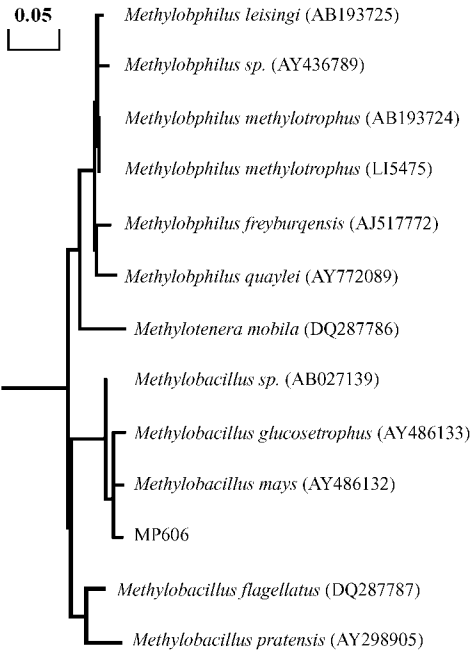 0.05
Methylobphilus leisingi (AB193725)
Methylobphilus sp. (AY436789)
Methylobphilus methylotrophus (AB193724)
Methylobphilus methylotrophus (LI5475)
Methylobphilus freyburqensis (AJ517772)
Methylobphilus quaylei (AY772089)
Methylotenera mobila (DQ287786)
Methylobacillus sp. (AB027139)
Methylobacillus glucosetrophus (AY486133)
Methylobacillus mays (AY486132)
MP606
Methylobacillus flagellatus (DQ287787)
Methylobacillus pratensis (AY298905)